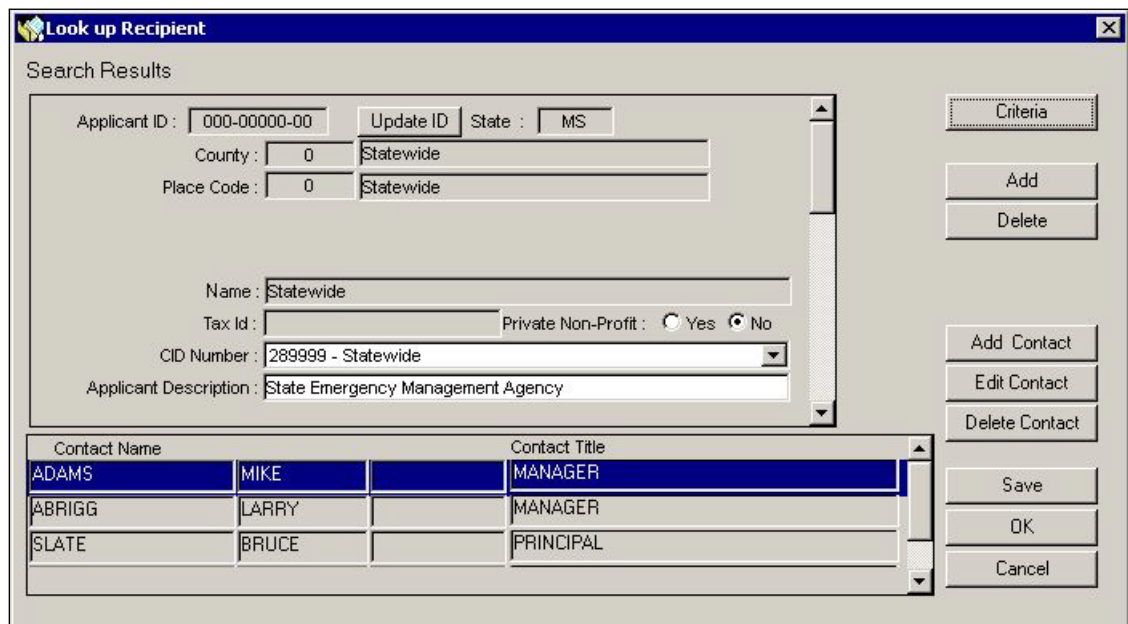 Look up Recipient
Search Results
Applicant ID : 000-00000-00 Update ID State : MS
County : 0 Statewide
Place Code : 0 Statewide
Name : Statewide
Tax Id : Private Non-Profit : Yes No
CID Number : 289999 - Statewide
Applicant Description : State Emergency Management Agency
Criteria
Add
Delete
Add Contact
Edit Contact
Delete Contact
Contact Name Contact Title
ADAMS MIKE MANAGER
ABRIGG LARRY MANAGER
SLATE BRUCE PRINCIPAL
Save
OK
Cancel